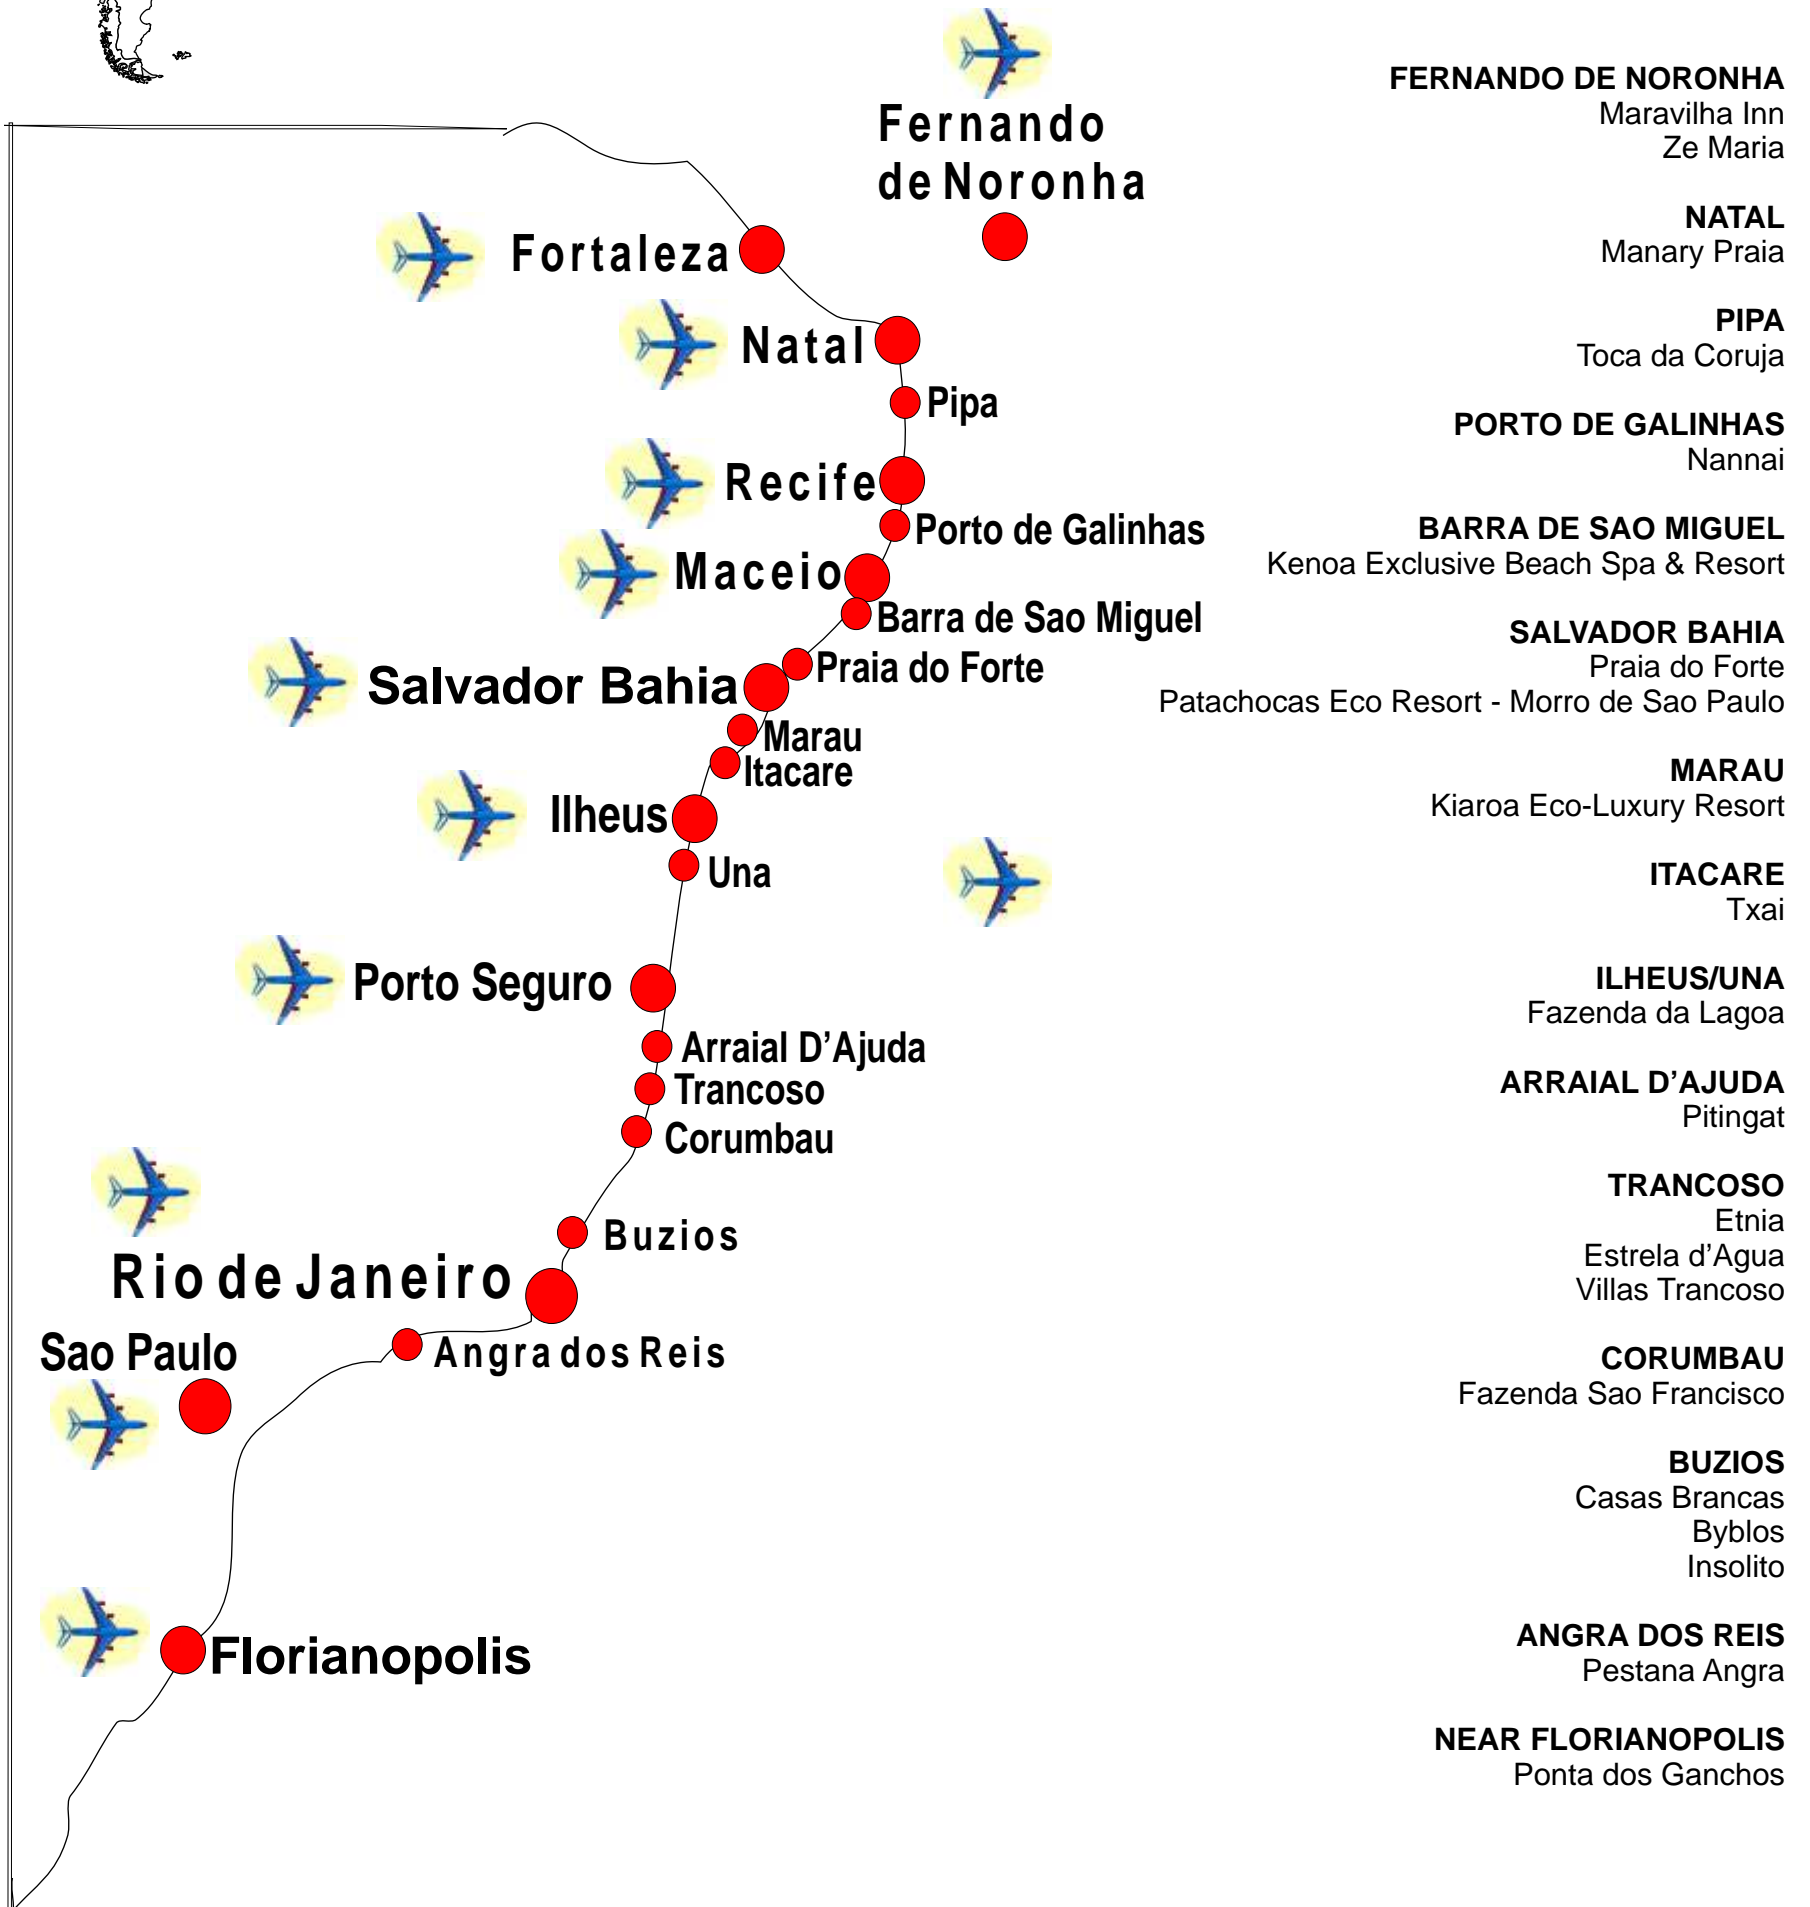 Fernando
de Noronha
Fortaleza
Natal
Pipa
Recife
Porto de Galinhas
Maceio
Barra de Sao Miguel
Praia do Forte
Salvador Bahia
Marau
Itacare
Ilheus
Una
Porto Seguro
Arraial D’Ajuda
Trancoso
Corumbau
Buzios
Rio de Janeiro
Angra dos Reis
Sao Paulo
Florianopolis
FERNANDO DE NORONHA
Maravilha Inn
Ze Maria
NATAL
Manary Praia
PIPA
Toca da Coruja
PORTO DE GALINHAS
Nannai
BARRA DE SAO MIGUEL
Kenoa Exclusive Beach Spa & Resort
SALVADOR BAHIA
Praia do Forte
Patachocas Eco Resort - Morro de Sao Paulo
MARAU
Kiaroa Eco-Luxury Resort
ITACARE
Txai
ILHEUS/UNA
Fazenda da Lagoa
ARRAIAL D’AJUDA
Pitingat
TRANCOSO
Etnia
Estrela d’Agua
Villas Trancoso
CORUMBAU
Fazenda Sao Francisco
BUZIOS
Casas Brancas
Byblos
Insolito
ANGRA DOS REIS
Pestana Angra
NEAR FLORIANOPOLIS
Ponta dos Ganchos